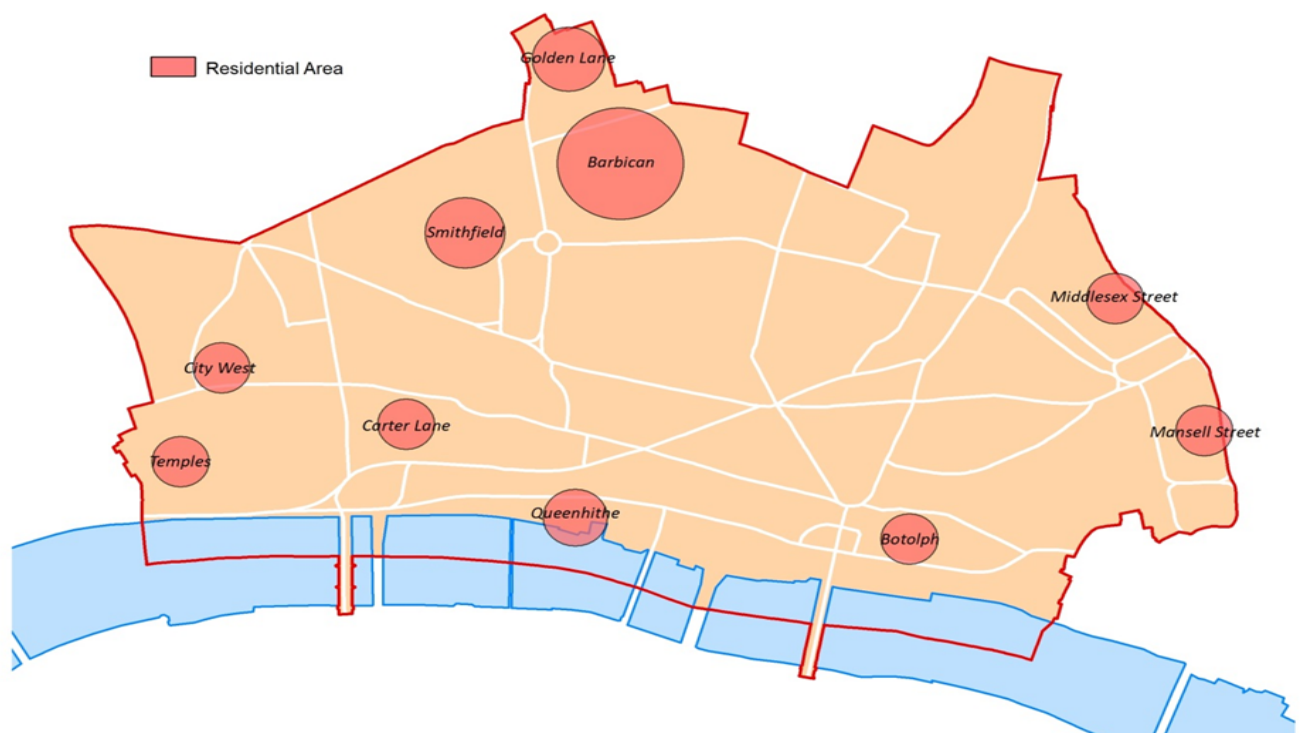 Golden Lane
Residential Area
Barbican
Smithfield
Middlesex Street
City West
Carter Lane
Mansell Street
Temples
Queenhithe
Botolph